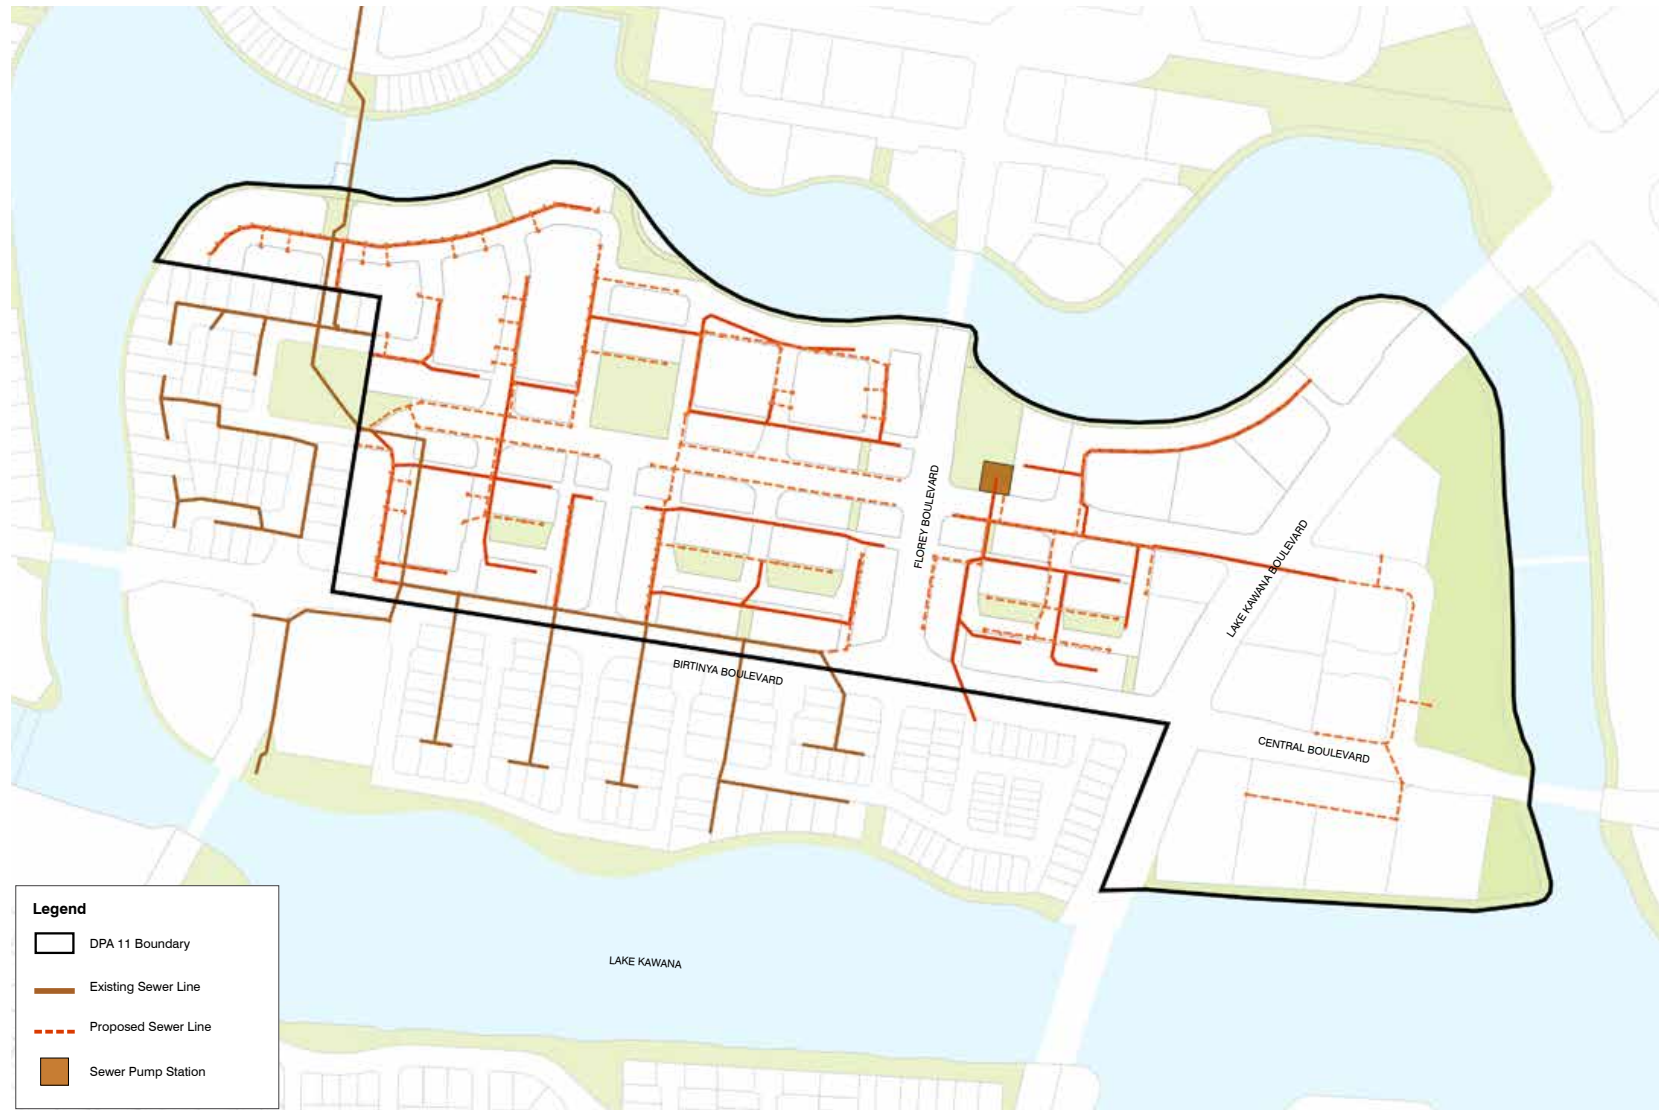 FLOREY BOULEVARD
LAKE KAWANA BOULEVARD
BIRTINYA BOULEVARD
CENTRAL BOULEVARD
LAKE KAWANA
Legend
DPA 11 Boundary
Existing Sewer Line
Proposed Sewer Line
Sewer Pump Station